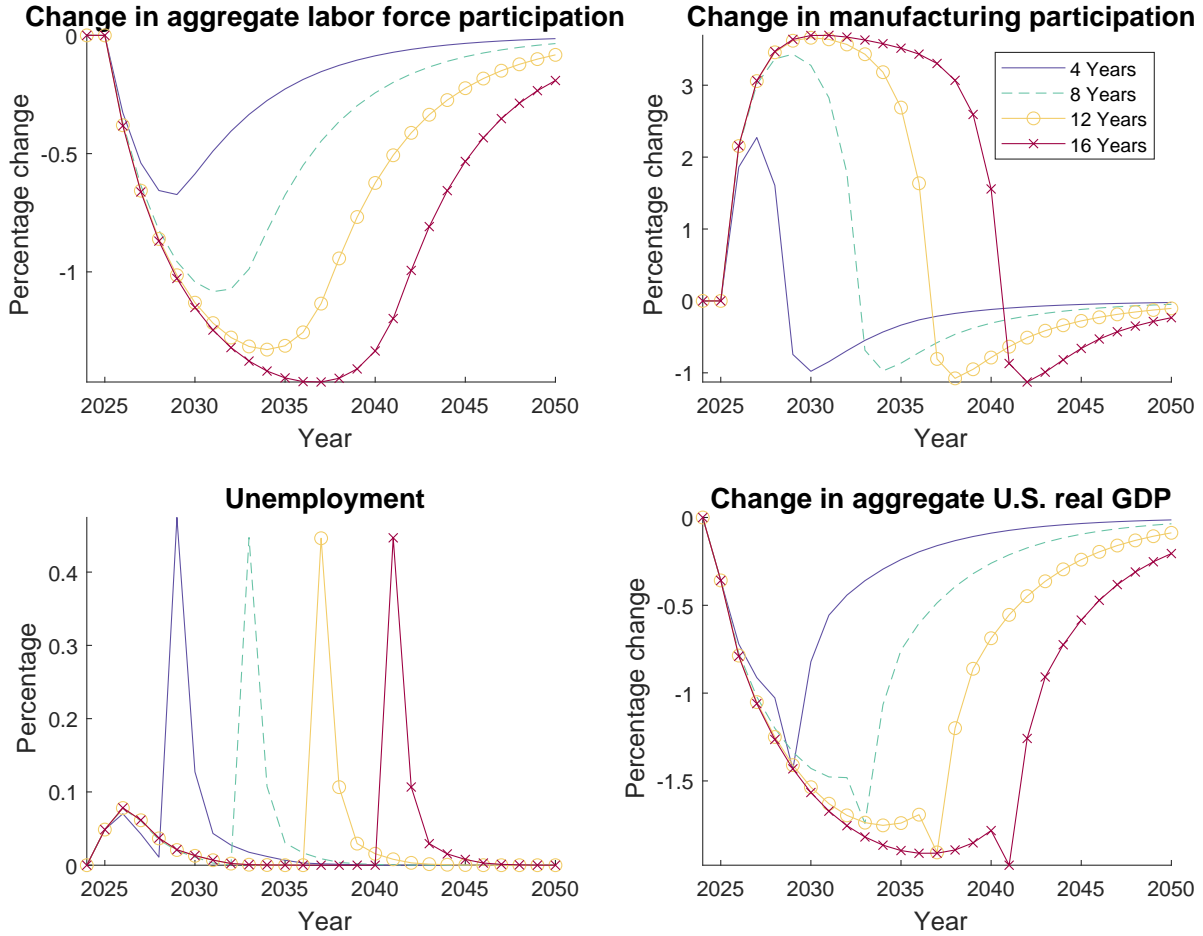 Change in aggregate labor force participation
0
-0.5
-1
Percentage change
2025 2030 2035 2040 2045 2050
Year
Change in manufacturing participation
3
2
1
0
-1
Percentage change
4 Years
8 Years
12 Years
16 Years
2025 2030 2035 2040 2045 2050
Year
Unemployment
0.4
0.3
0.2
0.1
0
Percentage
2025 2030 2035 2040 2045 2050
Year
Change in aggregate U.S. real GDP
0
-0.5
-1
-1.5
Percentage change
2025 2030 2035 2040 2045 2050
Year